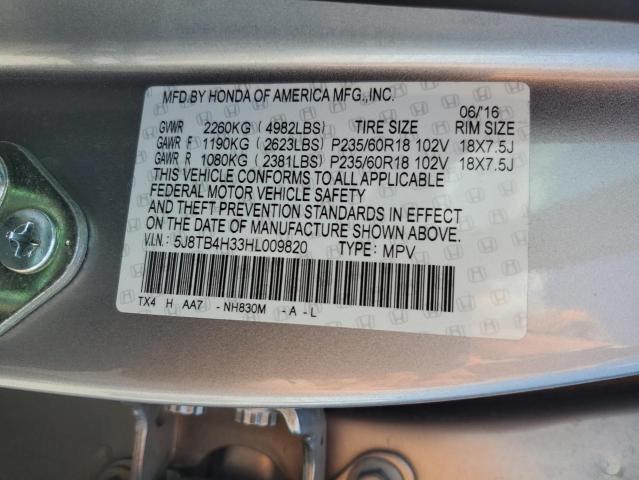 MFD.BY HONDA OF AMERICA MFG.,INC.
06/'16
GVWR 2260KG (4982LBS) TIRE SIZE RIM SIZE
GAWR F 1190KG (2623LBS) P235/60R18 102V 18X7.5J
GAWR R 1080KG (2381LBS) P235/60R18 102V 18X7.5J
THIS VEHICLE CONFORMS TO ALL APPLICABLE
FEDERAL MOTOR VEHICLE SAFETY
AND THEFT PREVENTION STANDARDS IN EFFECT
ON THE DATE OF MANUFACTURE SHOWN ABOVE.
V.I.N.: 5J8TB4H33HL009820 TYPE: MPV
TX4 H AA7 -NH830M -A -L